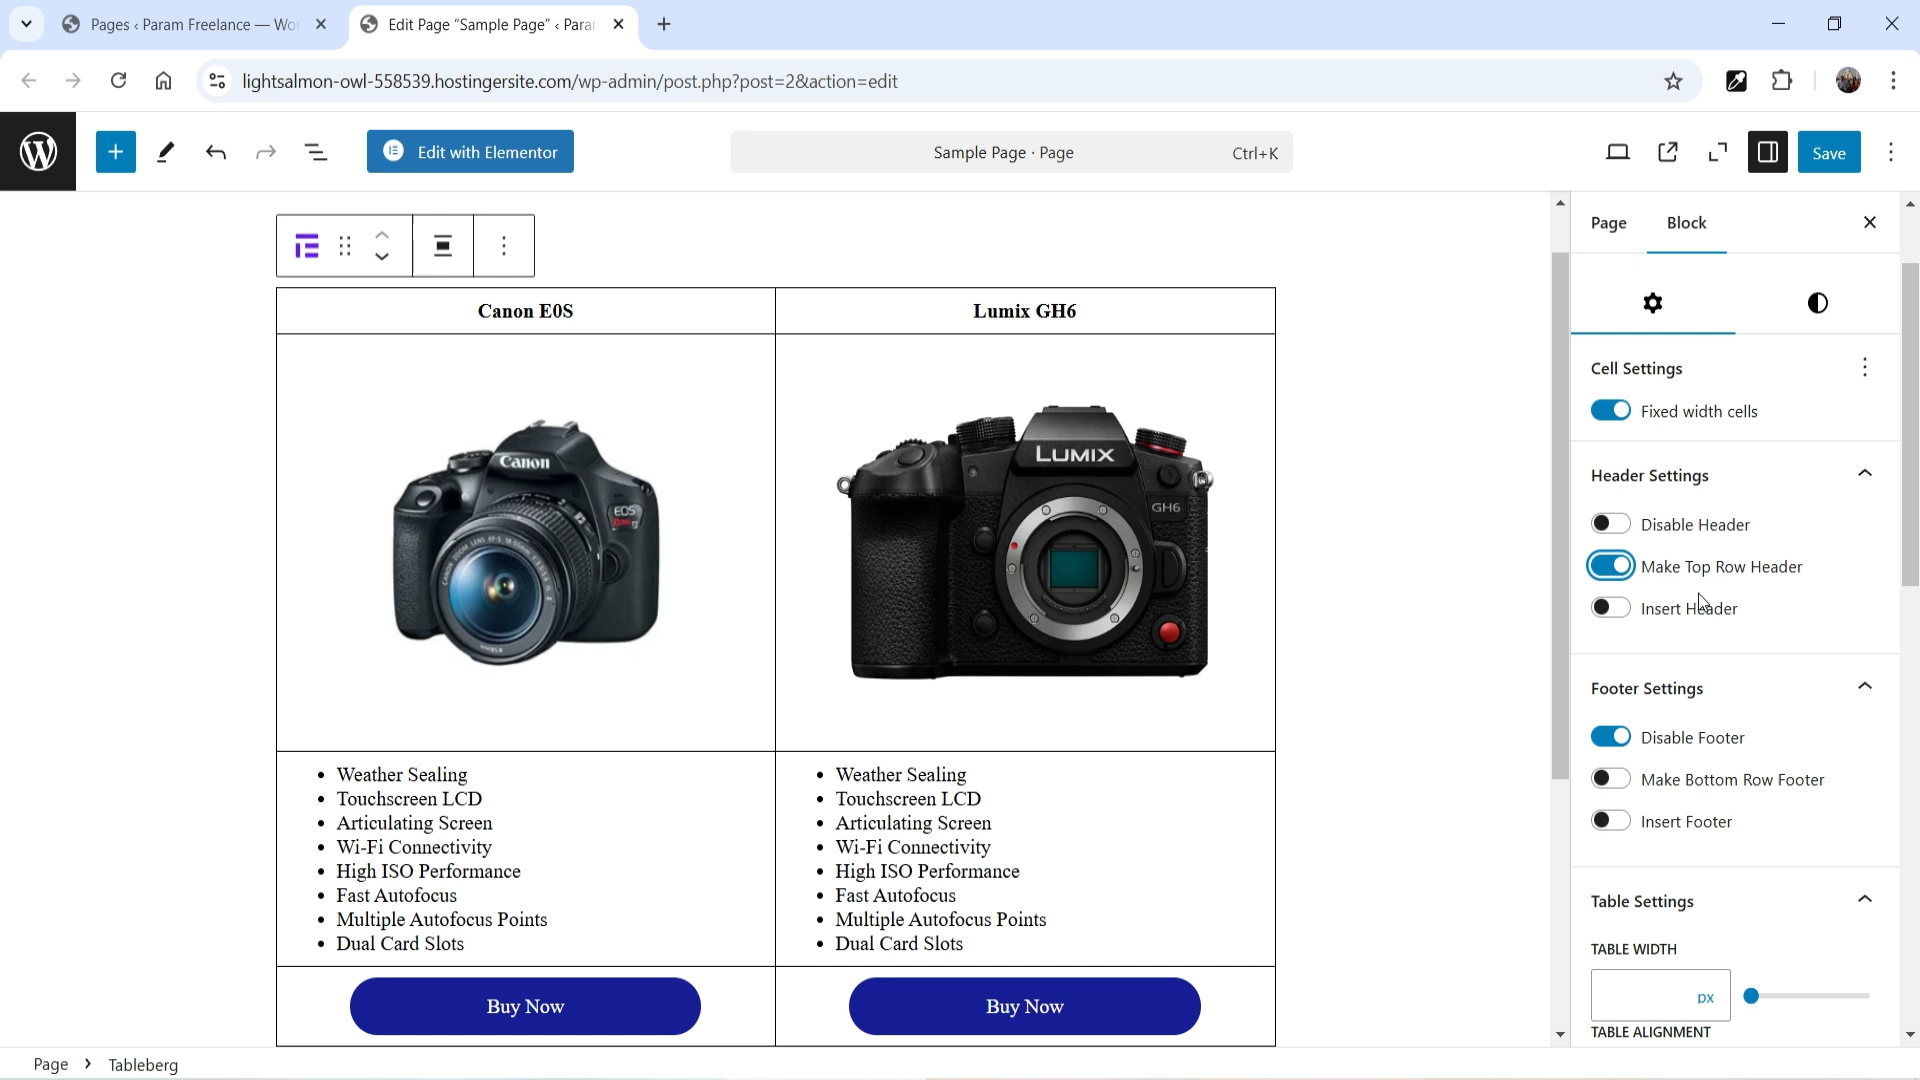 Pages ‹ Param Freelance — Wo
Edit Page “Sample Page” ‹ Para
lightsalmon-owl-558539.hostingersite.com/wp-admin/post.php?post=2&action=edit
Edit with Elementor
Sample Page · Page
Ctrl+K
Save
Page
Block
Cell Settings
Fixed width cells
Header Settings
Disable Header
Make Top Row Header
Insert Header
Footer Settings
Disable Footer
Make Bottom Row Footer
Insert Footer
Table Settings
TABLE WIDTH
px
TABLE ALIGNMENT
Canon E0S
Lumix GH6
Canon
EOS
LUMIX
GH6
• Weather Sealing
• Touchscreen LCD
• Articulating Screen
• Wi-Fi Connectivity
• High ISO Performance
• Fast Autofocus
• Multiple Autofocus Points
• Dual Card Slots
• Weather Sealing
• Touchscreen LCD
• Articulating Screen
• Wi-Fi Connectivity
• High ISO Performance
• Fast Autofocus
• Multiple Autofocus Points
• Dual Card Slots
Buy Now
Buy Now
Page › Tableberg